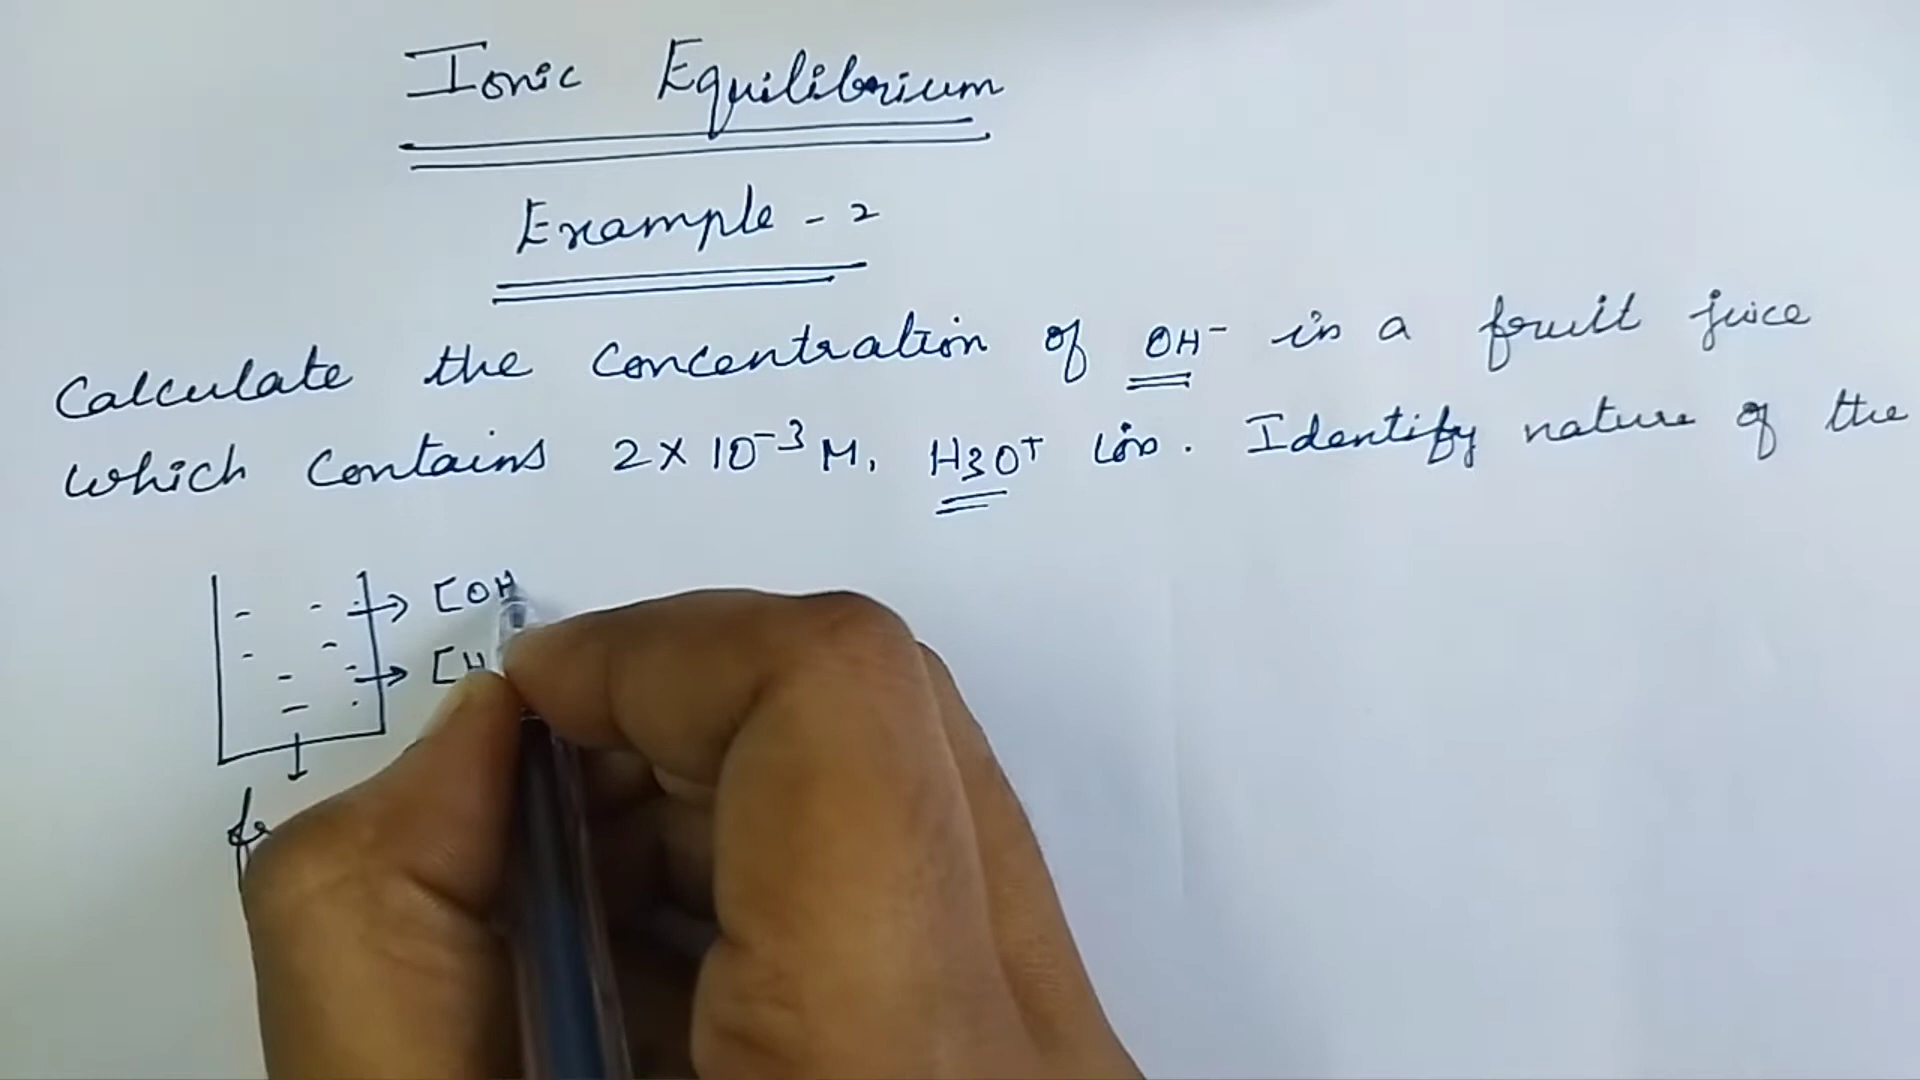 Ionic Equilibrium
Example - 2
Calculate the concentration of OH⁻ in a fruit juice
which contains 2 x 10⁻³ M, H₃O⁺ ion. Identify nature of the
[OH
[H